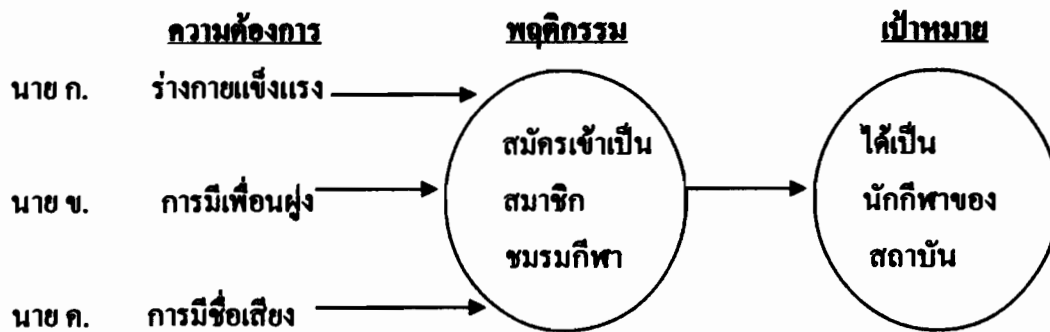 ความต้องการ พฤติกรรม เป้าหมาย
นาย ก. ร่างกายแข็งแรง
สมัครเข้าเป็น ได้เป็น
นาย ข. การมีเพื่อนฝูง สมาชิก นักกีฬาของ
ชมรมกีฬา สถาบัน
นาย ค. การมีชื่อเสียง